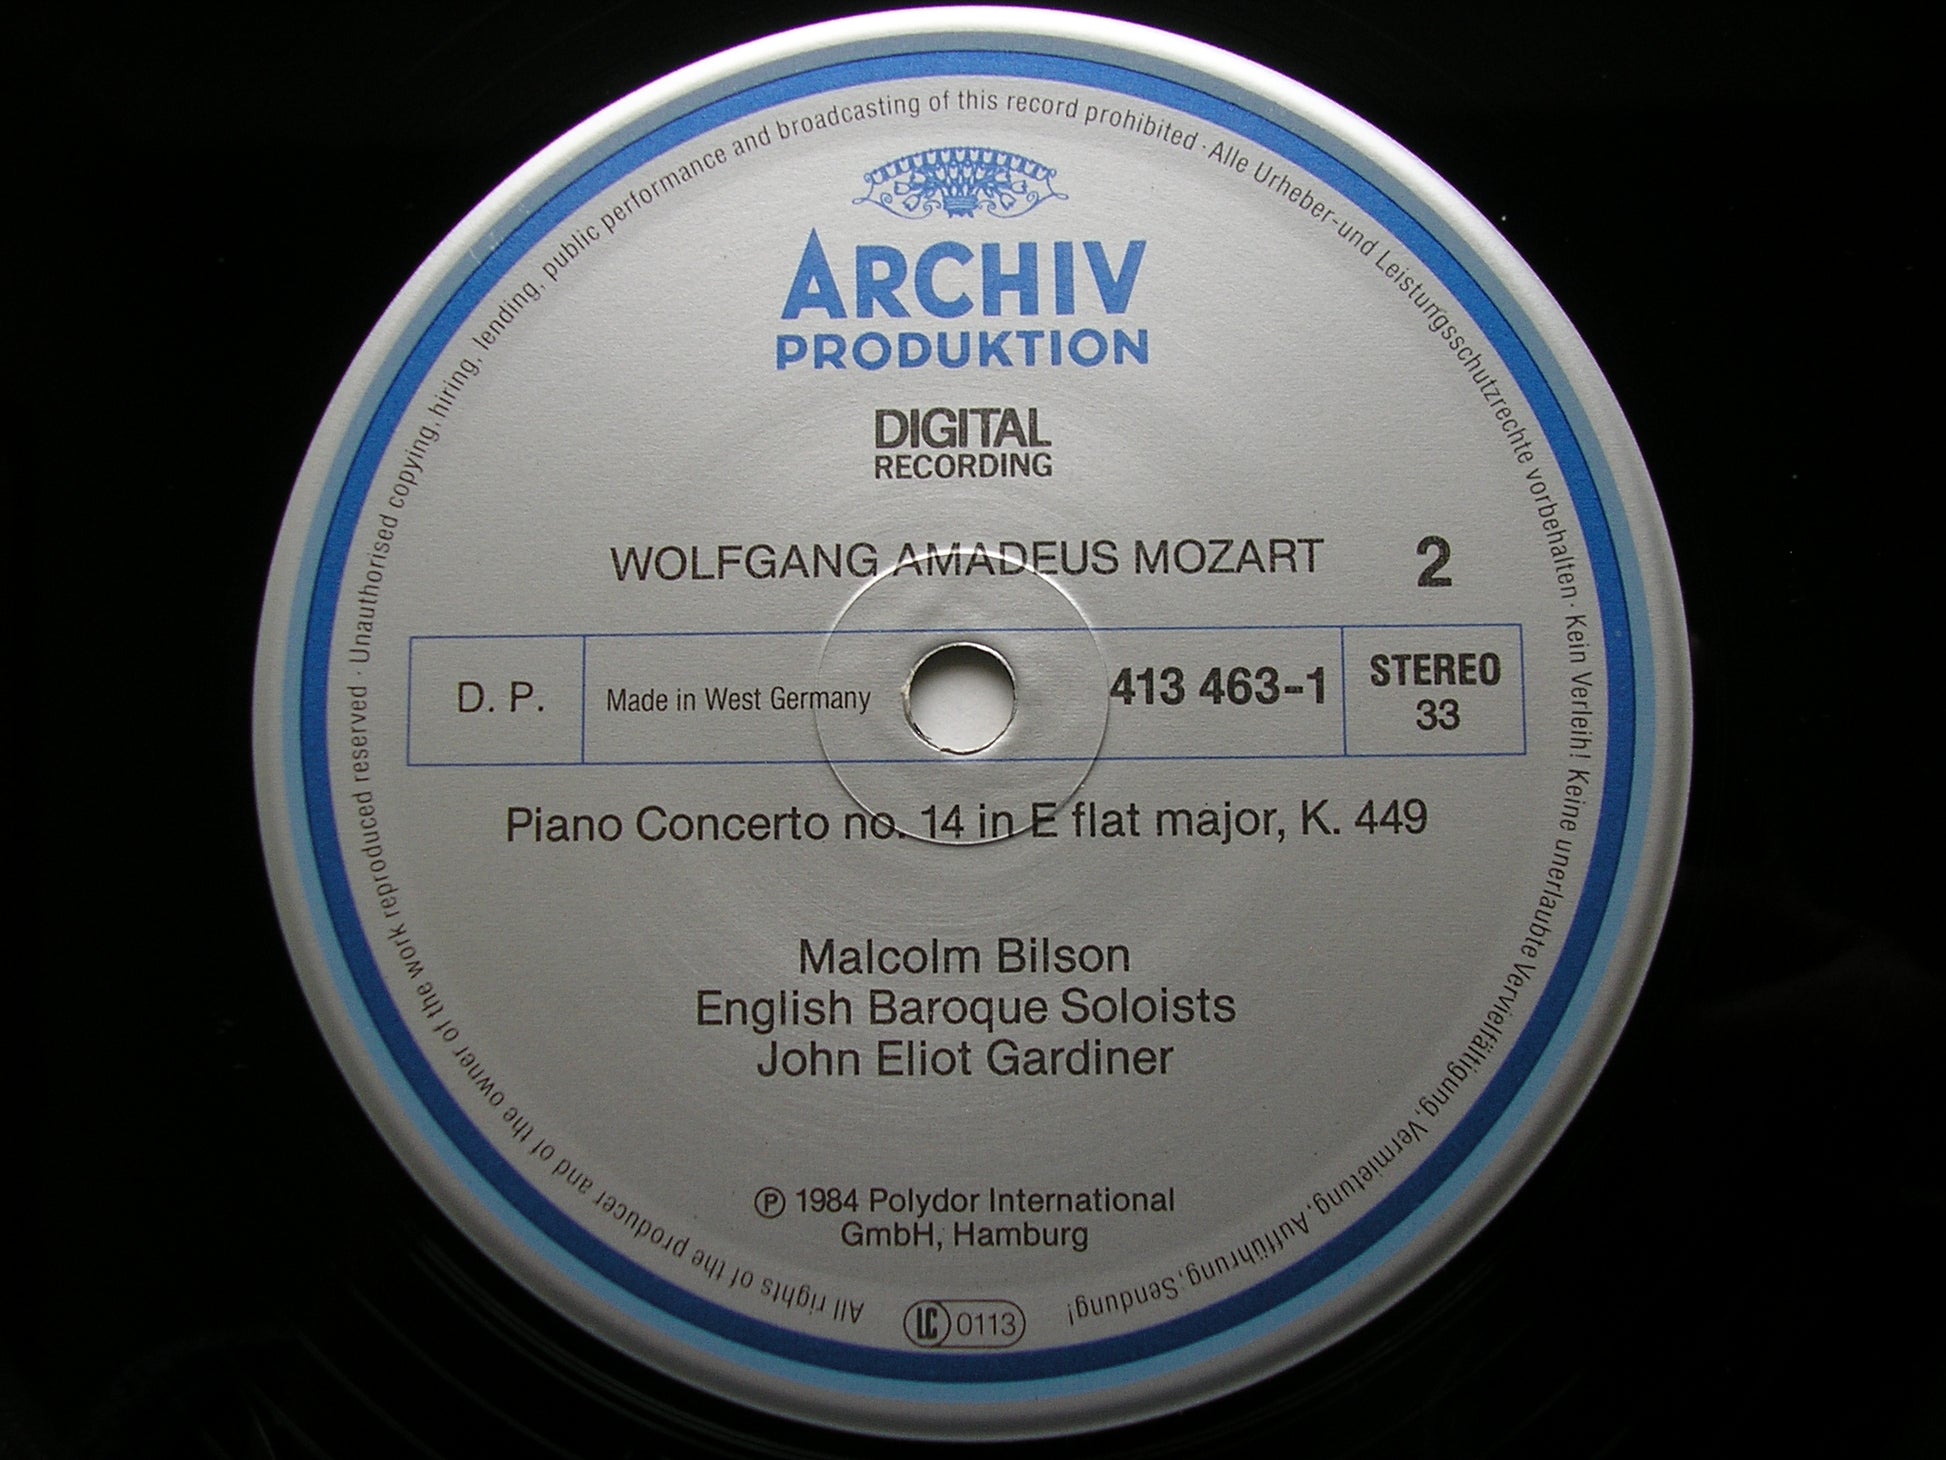 ARCHIV
PRODUKTION
DIGITAL
RECORDING
WOLFGANG AMADEUS MOZART 2
D. P. Made in West Germany 413 463-1 STEREO
33
Piano Concerto no. 14 in E flat major, K. 449
Malcolm Bilson
English Baroque Soloists
John Eliot Gardiner
℗ 1984 Polydor International
GmbH, Hamburg
LC 0113
All rights of the producer and of the owner of the work reproduced reserved · Unauthorised copying, hiring, lending, public performance and broadcasting of this record prohibited · Alle Urheber-und Leistungsschutzrechte vorbehalten · Kein Verleih! Keine unerlaubte Vervielfältigung, Vermietung, Aufführung, Sendung!